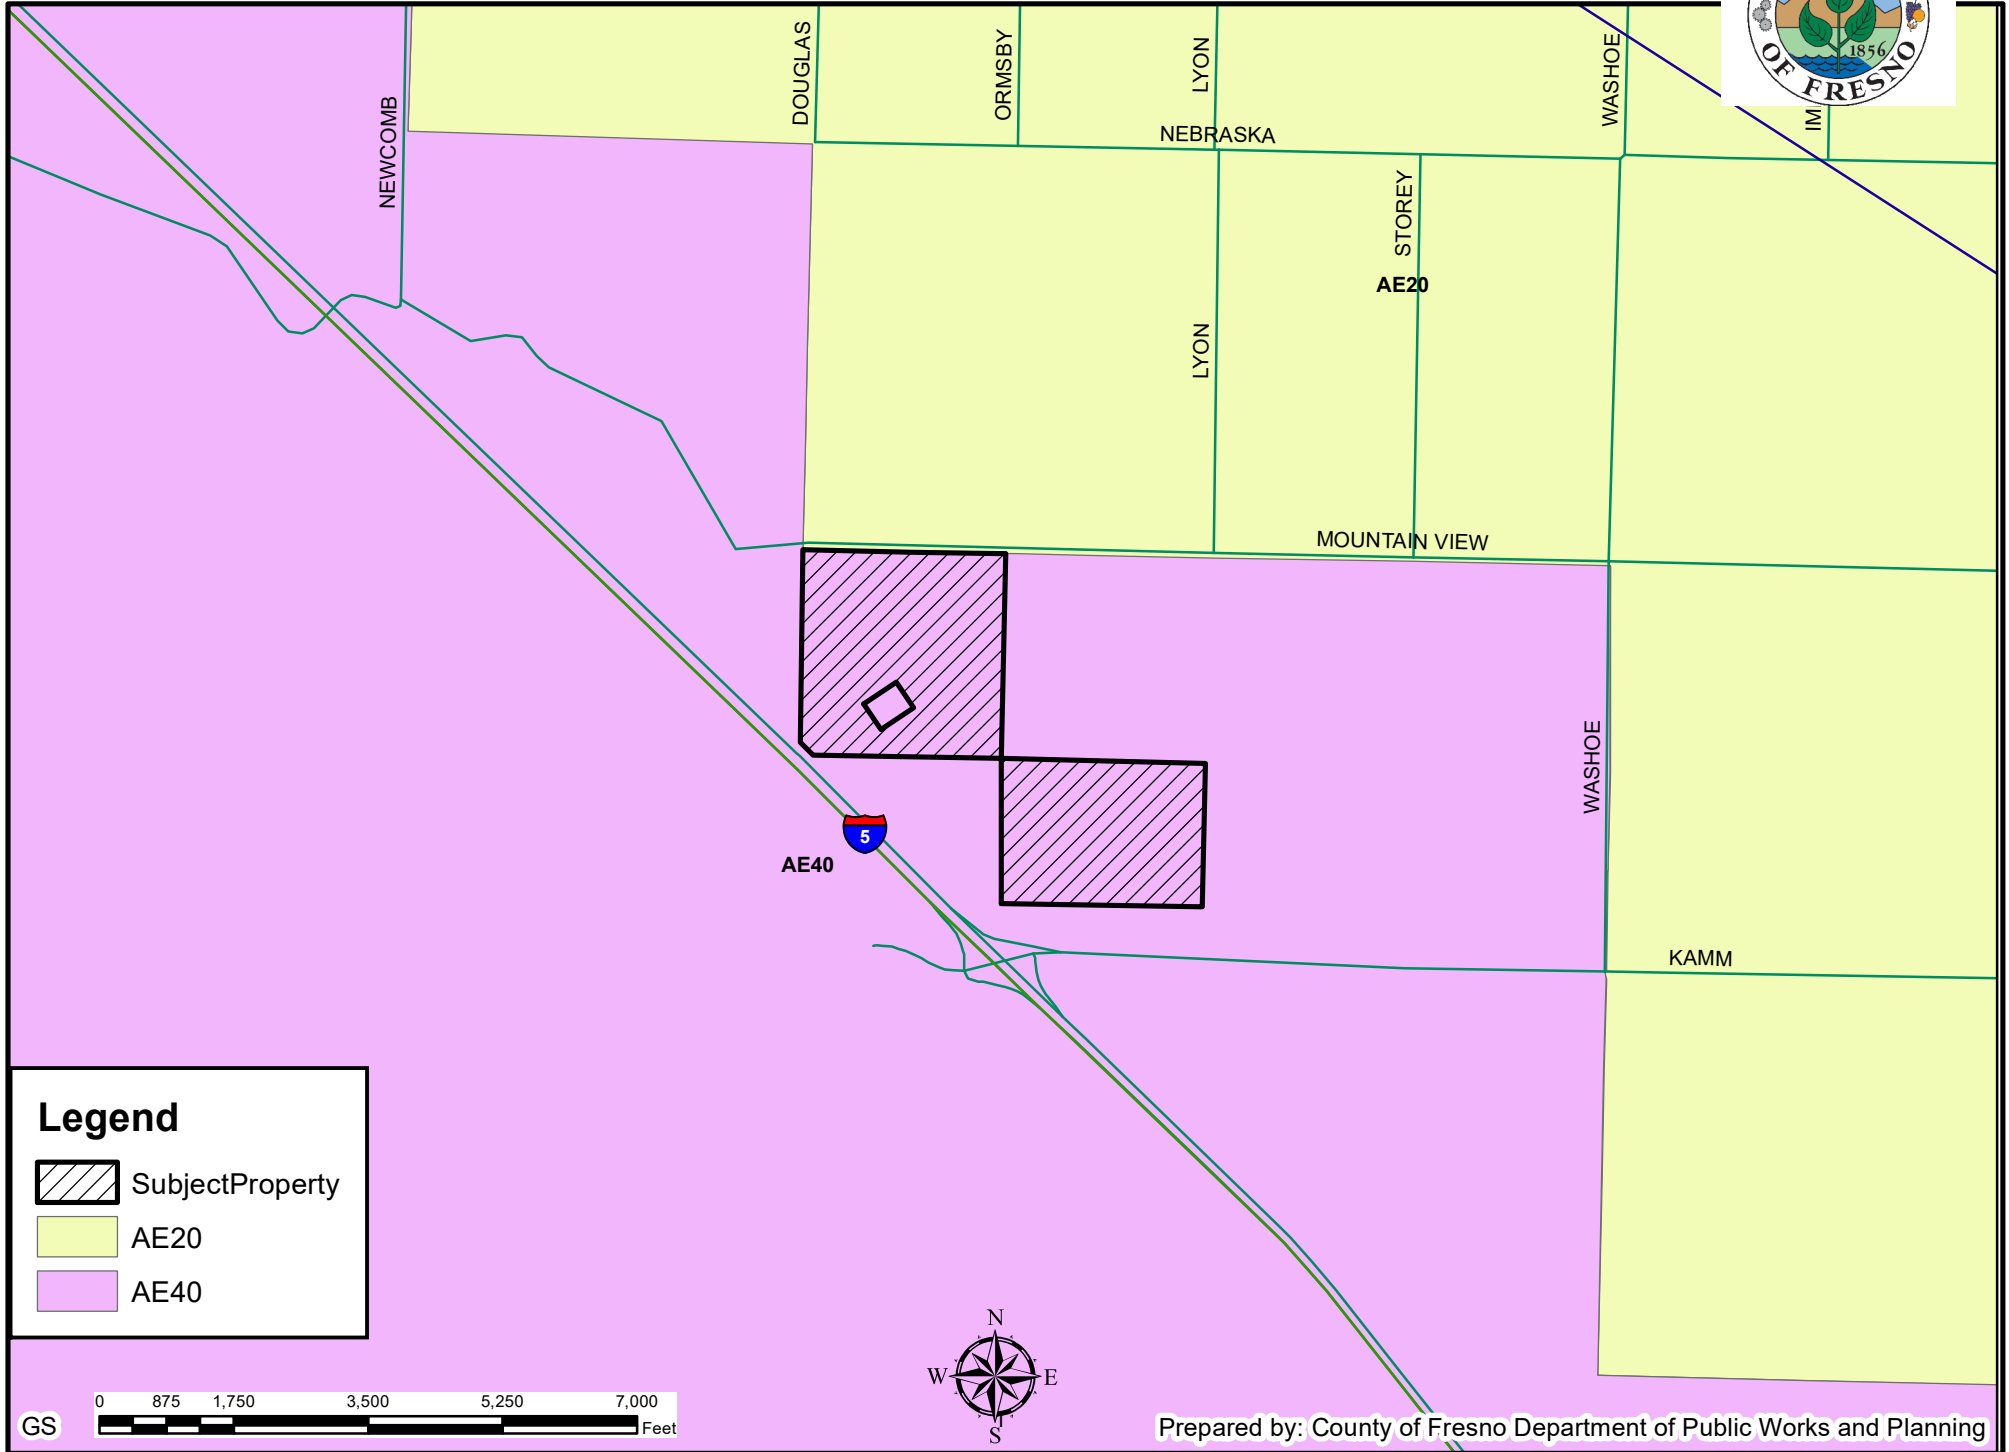 1856
OF FRESNO
DOUGLAS
ORMSBY
LYON
WASHOE
NEWCOMB
NEBRASKA
STOREY
AE20
LYON
MOUNTAIN VIEW
WASHOE
5
AE40
KAMM
Legend
SubjectProperty
AE20
AE40
N
W E
S
0 875 1,750 3,500 5,250 7,000
Feet
GS
Prepared by: County of Fresno Department of Public Works and Planning